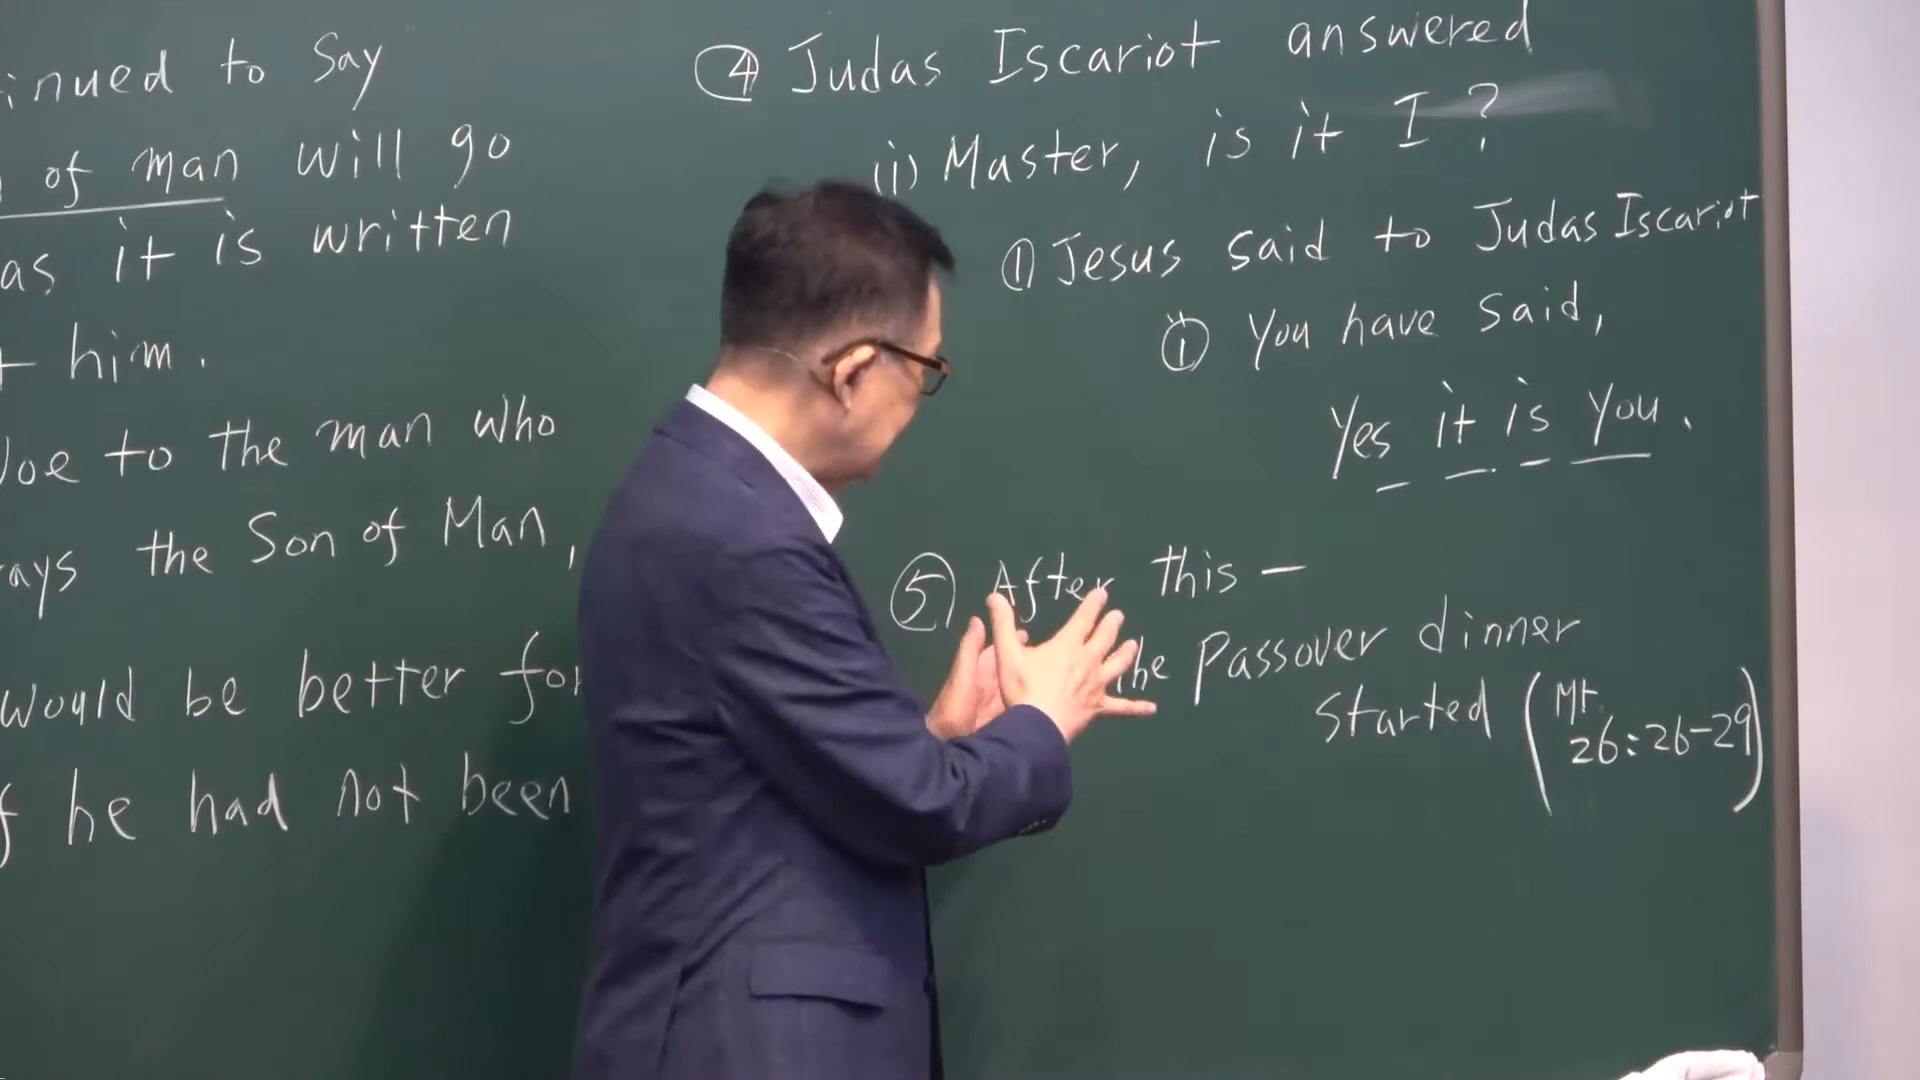 inued to Say
of man will go
as it is written
him.
oe to the man who
ays the Son of Man,
would be better for
f he had not been
④ Judas Iscariot answered
(i) Master, is it I ?
① Jesus said to Judas Iscariot
ⓘ You have said,
Yes it is you.
⑤ After this –
he Passover dinner
started (Mt.
26:26-29)